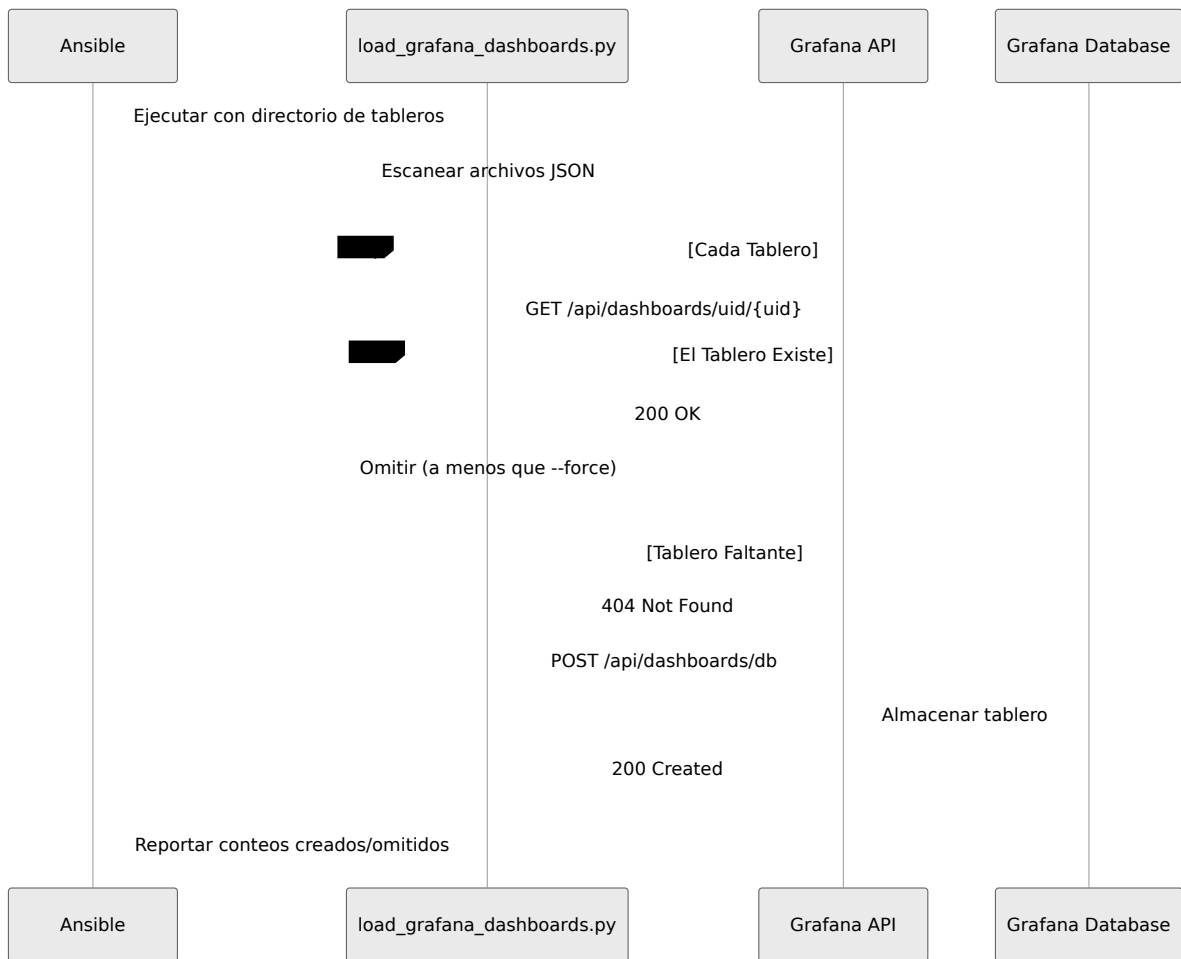 Ansible
load_grafana_dashboards.py
Grafana API
Grafana Database
Ejecutar con directorio de tableros
Escanear archivos JSON
[Cada Tablero]
GET /api/dashboards/uid/{uid}
[El Tablero Existe]
200 OK
Omitir (a menos que --force)
[Tablero Faltante]
404 Not Found
POST /api/dashboards/db
Almacenar tablero
200 Created
Reportar conteos creados/omitidos
Ansible
load_grafana_dashboards.py
Grafana API
Grafana Database